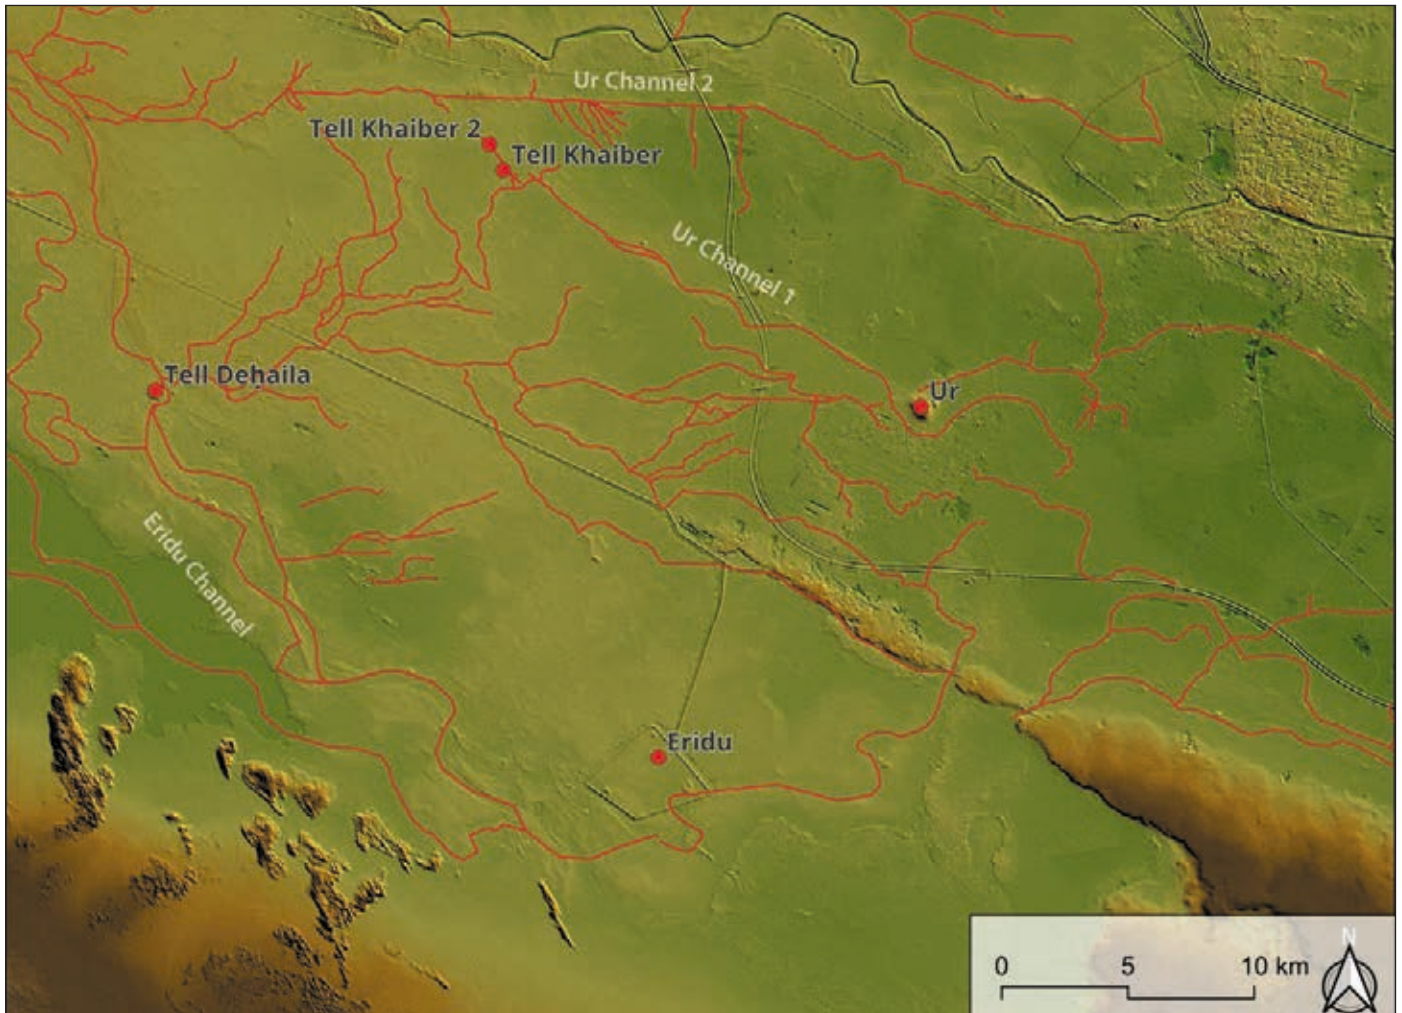 Ur Channel 2
Tell Khaiber 2
Tell Khaiber
Ur Channel 1
Tell Dehaila
Ur
Eridu Channel
Eridu
N
0 5 10 km